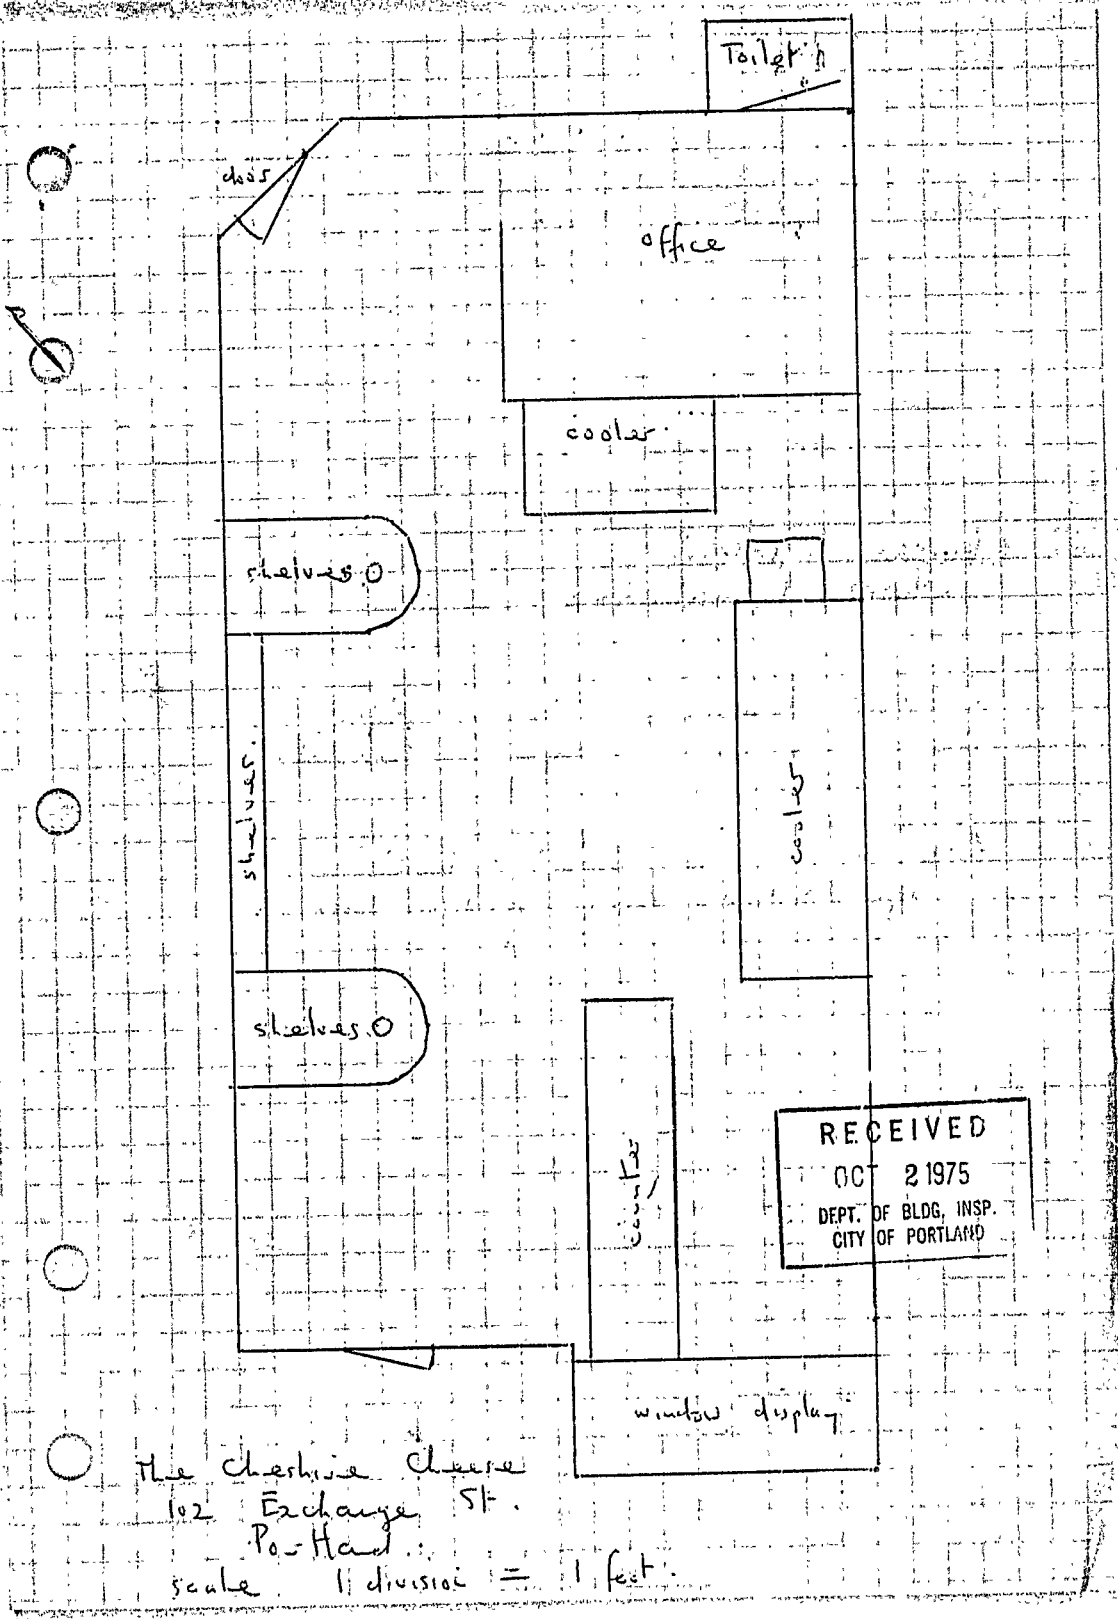 Toilet
door
office
cooler
shelves
shelves
cooler
shelves
counter
RECEIVED
OCT 2 1975
DEPT. OF BLDG. INSP.
CITY OF PORTLAND
window display
The Cheshire Cheese
102 Exchange St.
Portland
scale 1 division = 1 feet.